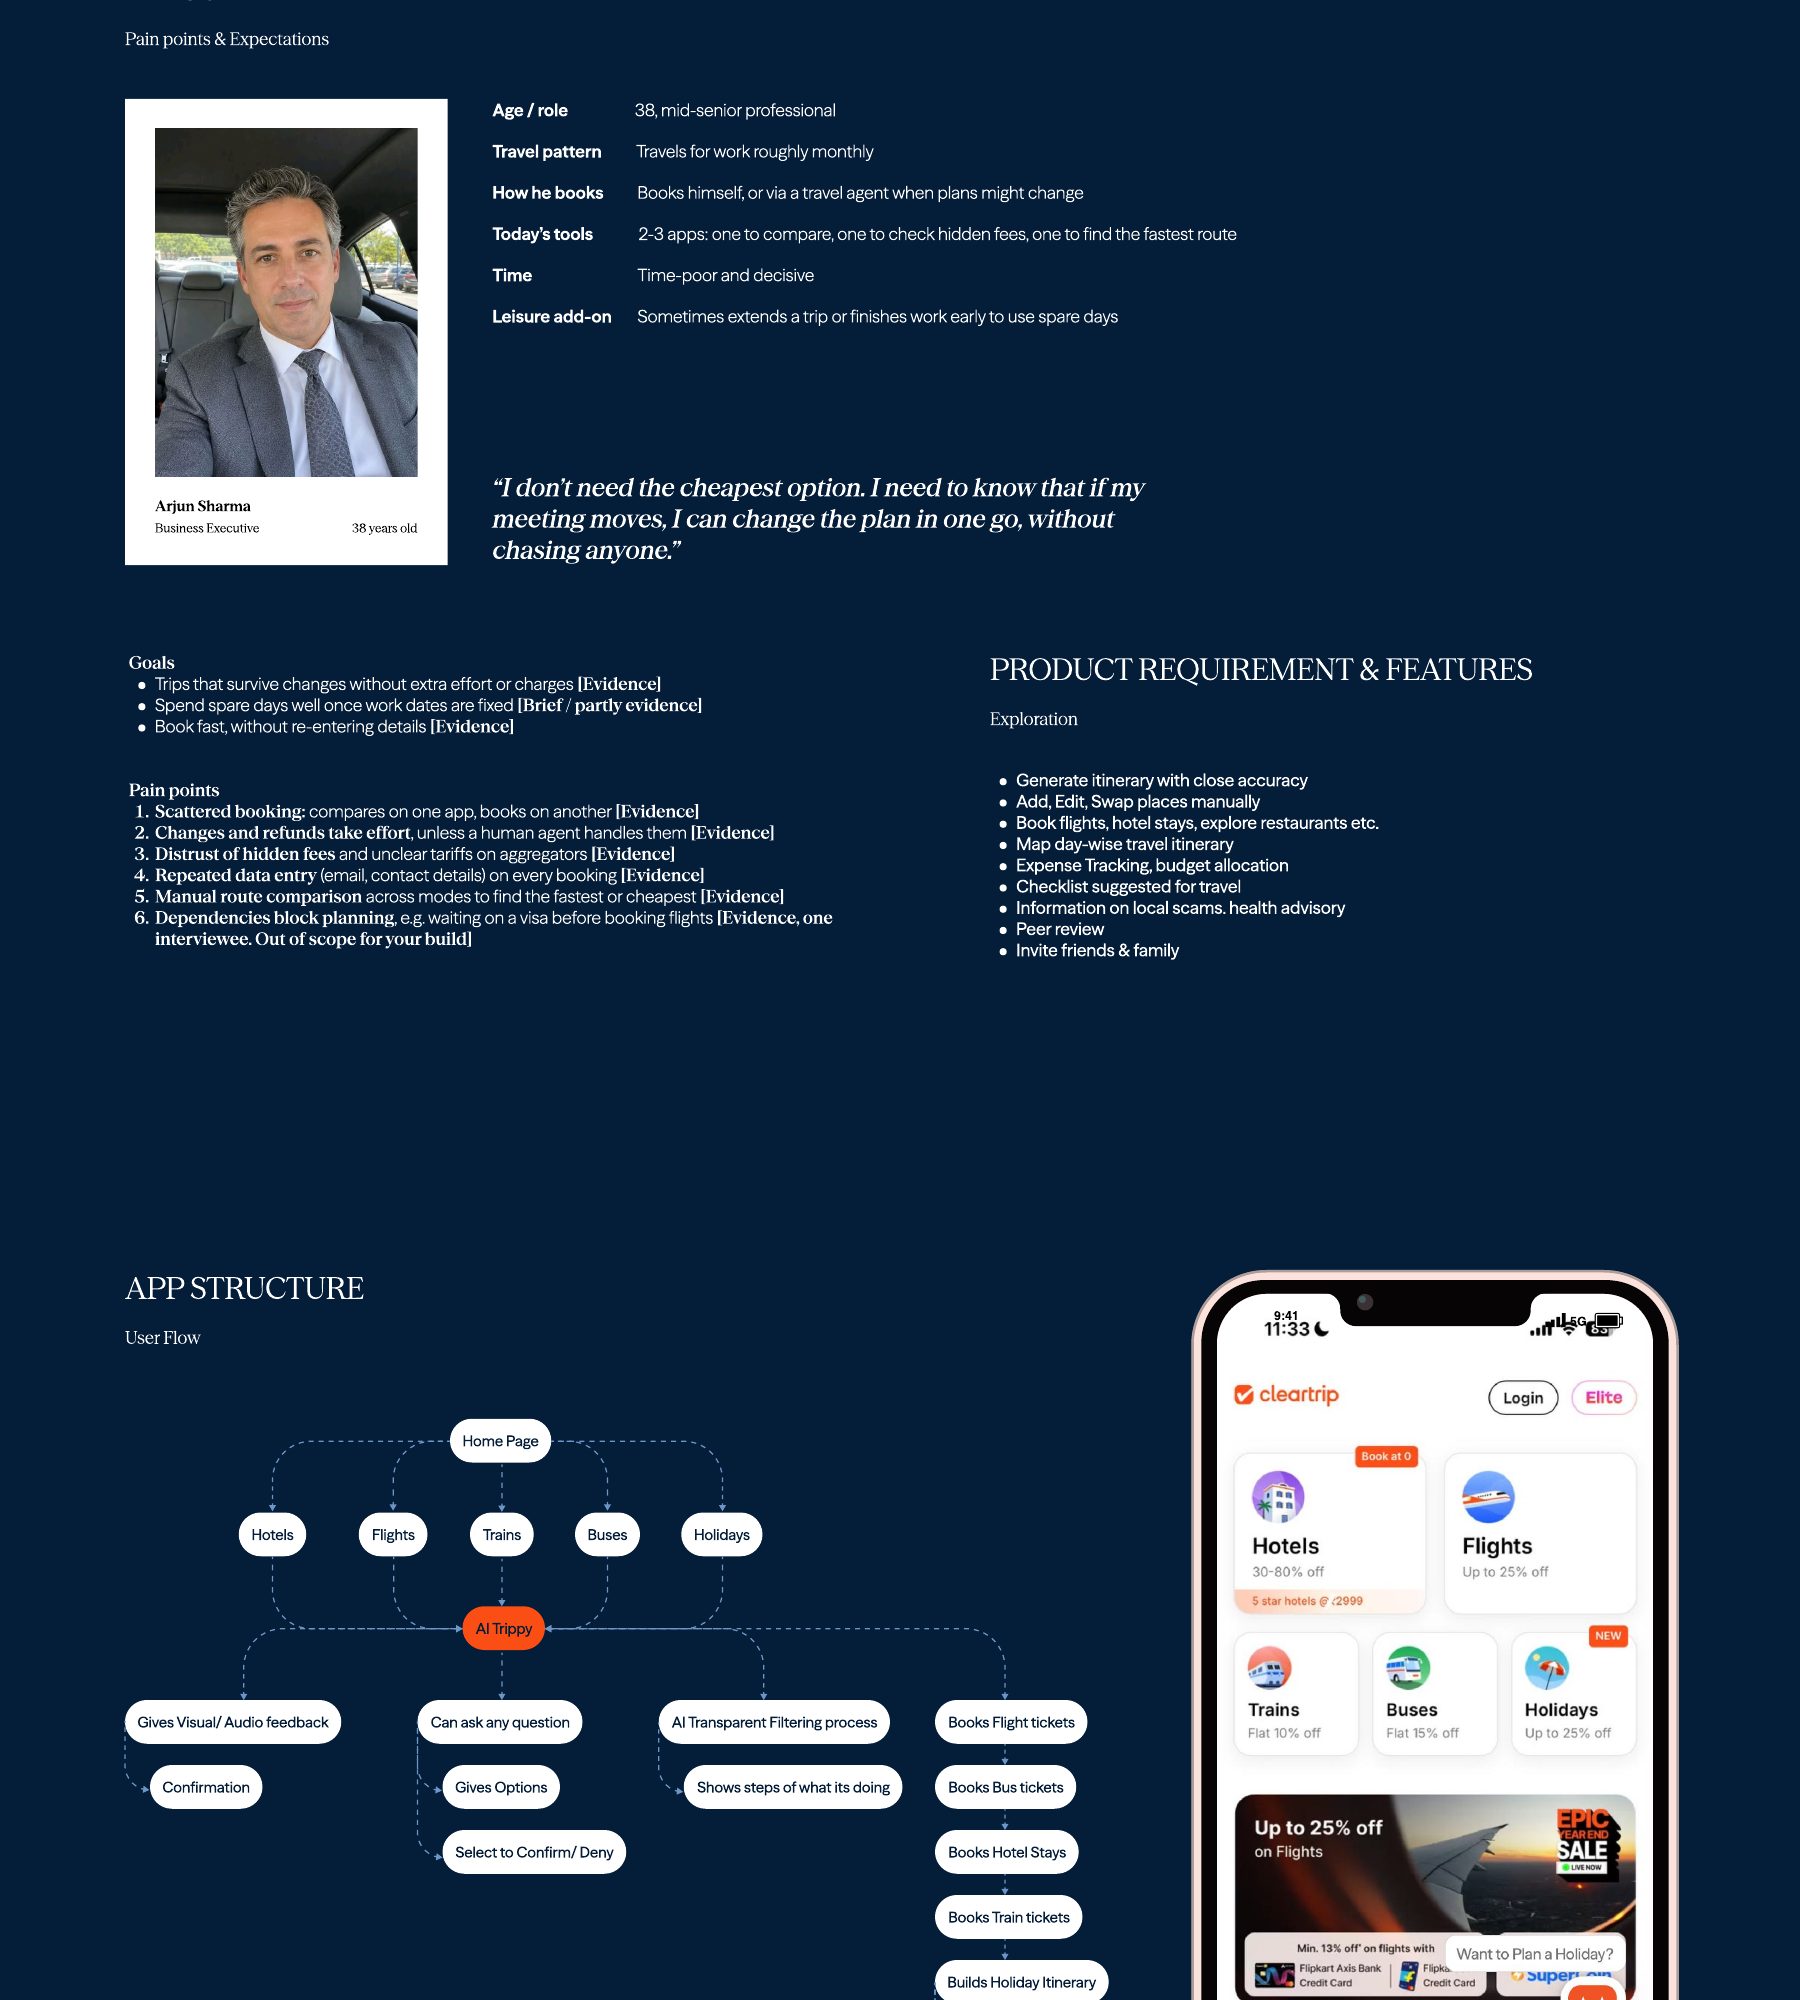 Pain points & Expectations
Age / role 38, mid-senior professional
Travel pattern Travels for work roughly monthly
How he books Books himself, or via a travel agent when plans might change
Today's tools 2-3 apps: one to compare, one to check hidden fees, one to find the fastest route
Time Time-poor and decisive
Leisure add-on Sometimes extends a trip or finishes work early to use spare days
Arjun Sharma
Business Executive 38 years old
“I don't need the cheapest option. I need to know that if my
meeting moves, I can change the plan in one go, without
chasing anyone.”
Goals
• Trips that survive changes without extra effort or charges [Evidence]
• Spend spare days well once work dates are fixed [Brief / partly evidence]
• Book fast, without re-entering details [Evidence]
Pain points
1. Scattered booking: compares on one app, books on another [Evidence]
2. Changes and refunds take effort, unless a human agent handles them [Evidence]
3. Distrust of hidden fees and unclear tariffs on aggregators [Evidence]
4. Repeated data entry (email, contact details) on every booking [Evidence]
5. Manual route comparison across modes to find the fastest or cheapest [Evidence]
6. Dependencies block planning, e.g. waiting on a visa before booking flights [Evidence, one
interviewee. Out of scope for your build]
PRODUCT REQUIREMENT & FEATURES
Exploration
• Generate itinerary with close accuracy
• Add, Edit, Swap places manually
• Book flights, hotel stays, explore restaurants etc.
• Map day-wise travel itinerary
• Expense Tracking, budget allocation
• Checklist suggested for travel
• Information on local scams. health advisory
• Peer review
• Invite friends & family
APP STRUCTURE
User Flow
Home Page
Hotels Flights Trains Buses Holidays
AI Trippy
Gives Visual/ Audio feedback Can ask any question AI Transparent Filtering process Books Flight tickets
Confirmation Gives Options Shows steps of what its doing Books Bus tickets
Select to Confirm/ Deny Books Hotel Stays
Books Train tickets
Builds Holiday Itinerary
9:41
11:33 5G 83
cleartrip Login Elite
Book at 0
Hotels Flights
30-80% off Up to 25% off
5 star hotels @ 2999
NEW
Trains Buses Holidays
Flat 10% off Flat 15% off Up to 25% off
Up to 25% off
on Flights
EPIC
YEAR END
SALE
LIVE NOW
Min. 13% off* on flights with
Want to Plan a Holiday?
Flipkart Axis Bank
Credit Card
Flipka
Credit Card